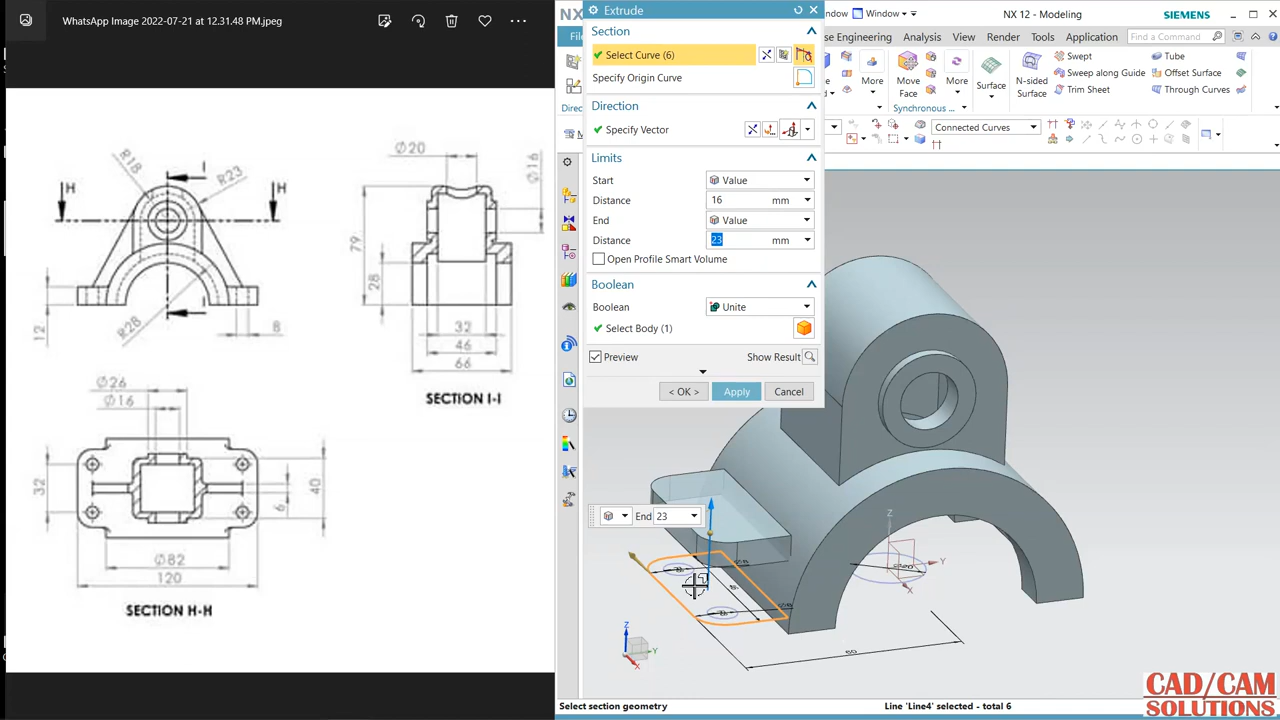 WhatsApp Image 2022-07-21 at 12.31.48 PM.jpeg
R18
R23
H
H
I
I
R28
12
8
Ø20
Ø16
79
28
32
46
66
SECTION I-I
Ø26
Ø16
32
40
6
Ø82
120
SECTION H-H
NX
Extrude
Section
Select Curve (6)
Specify Origin Curve
Direction
Specify Vector
Limits
Start
Value
Distance
16
mm
End
Value
Distance
23
mm
Open Profile Smart Volume
Boolean
Boolean
Unite
Select Body (1)
Preview
Show Result
< OK >
Apply
Cancel
NX 12 - Modeling
SIEMENS
Window
Analysis
View
Render
Tools
Application
Find a Command
More
Move Face
More
Surface
N-sided Surface
Swept
Sweep along Guide
Trim Sheet
Tube
Offset Surface
Through Curves
Synchronous ...
Connected Curves
End
23
Z
X
X
60
Z
Y
X
Select section geometry
Line 'Line4' selected - total 6
CAD/CAM
SOLUTIONS